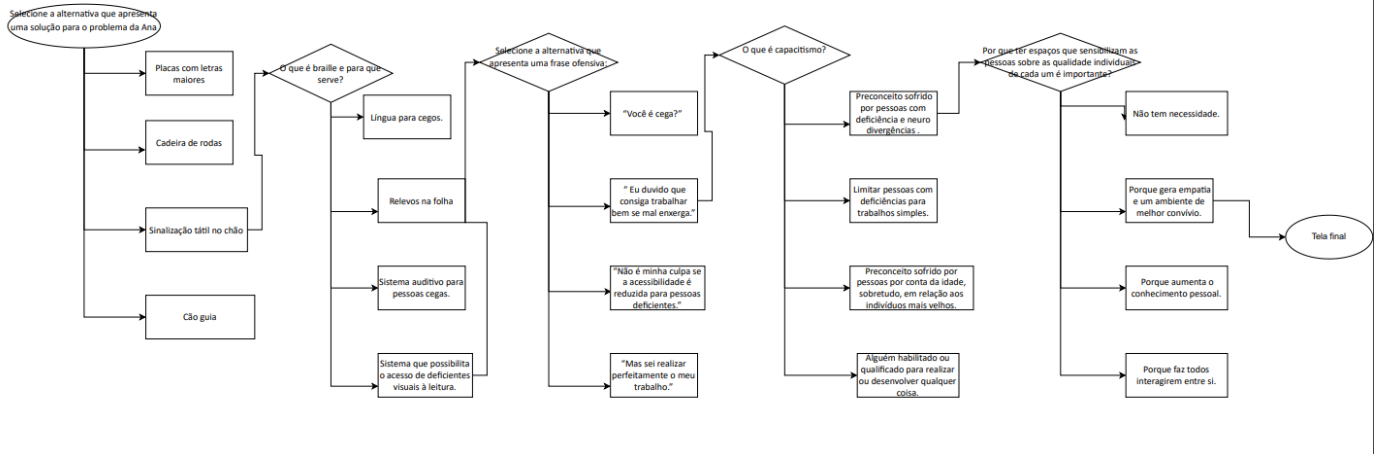 Selecione a alternativa que apresenta
uma solução para o problema da Ana
Placas com letras
maiores
Cadeira de rodas
Sinalização tátil no chão
Cão guia
O que é braille e para que
serve?
Língua para cegos.
Relevos na folha
Sistema auditivo para
pessoas cegas.
Sistema que possibilita
o acesso de deficientes
visuais à leitura.
Selecione a alternativa que
apresenta uma frase ofensiva:
"Você é cega?"
" Eu duvido que
consiga trabalhar
bem se mal enxerga."
"Não é minha culpa se
a acessibilidade é
reduzida para pessoas
deficientes."
"Mas sei realizar
perfeitamente o meu
trabalho."
O que é capacitismo?
Preconceito sofrido
por pessoas com
deficiência e neuro
divergências .
Limitar pessoas com
deficiências para
trabalhos simples.
Preconceito sofrido por
pessoas por conta da idade,
sobretudo, em relação aos
indivíduos mais velhos.
Alguém habilitado ou
qualificado para realizar
ou desenvolver qualquer
coisa.
Por que ter espaços que sensibilizam as
pessoas sobre as qualidade individuais
de cada um é importante?
Não tem necessidade.
Porque gera empatia
e um ambiente de
melhor convívio.
Porque aumenta o
conhecimento pessoal.
Porque faz todos
interagirem entre si.
Tela final